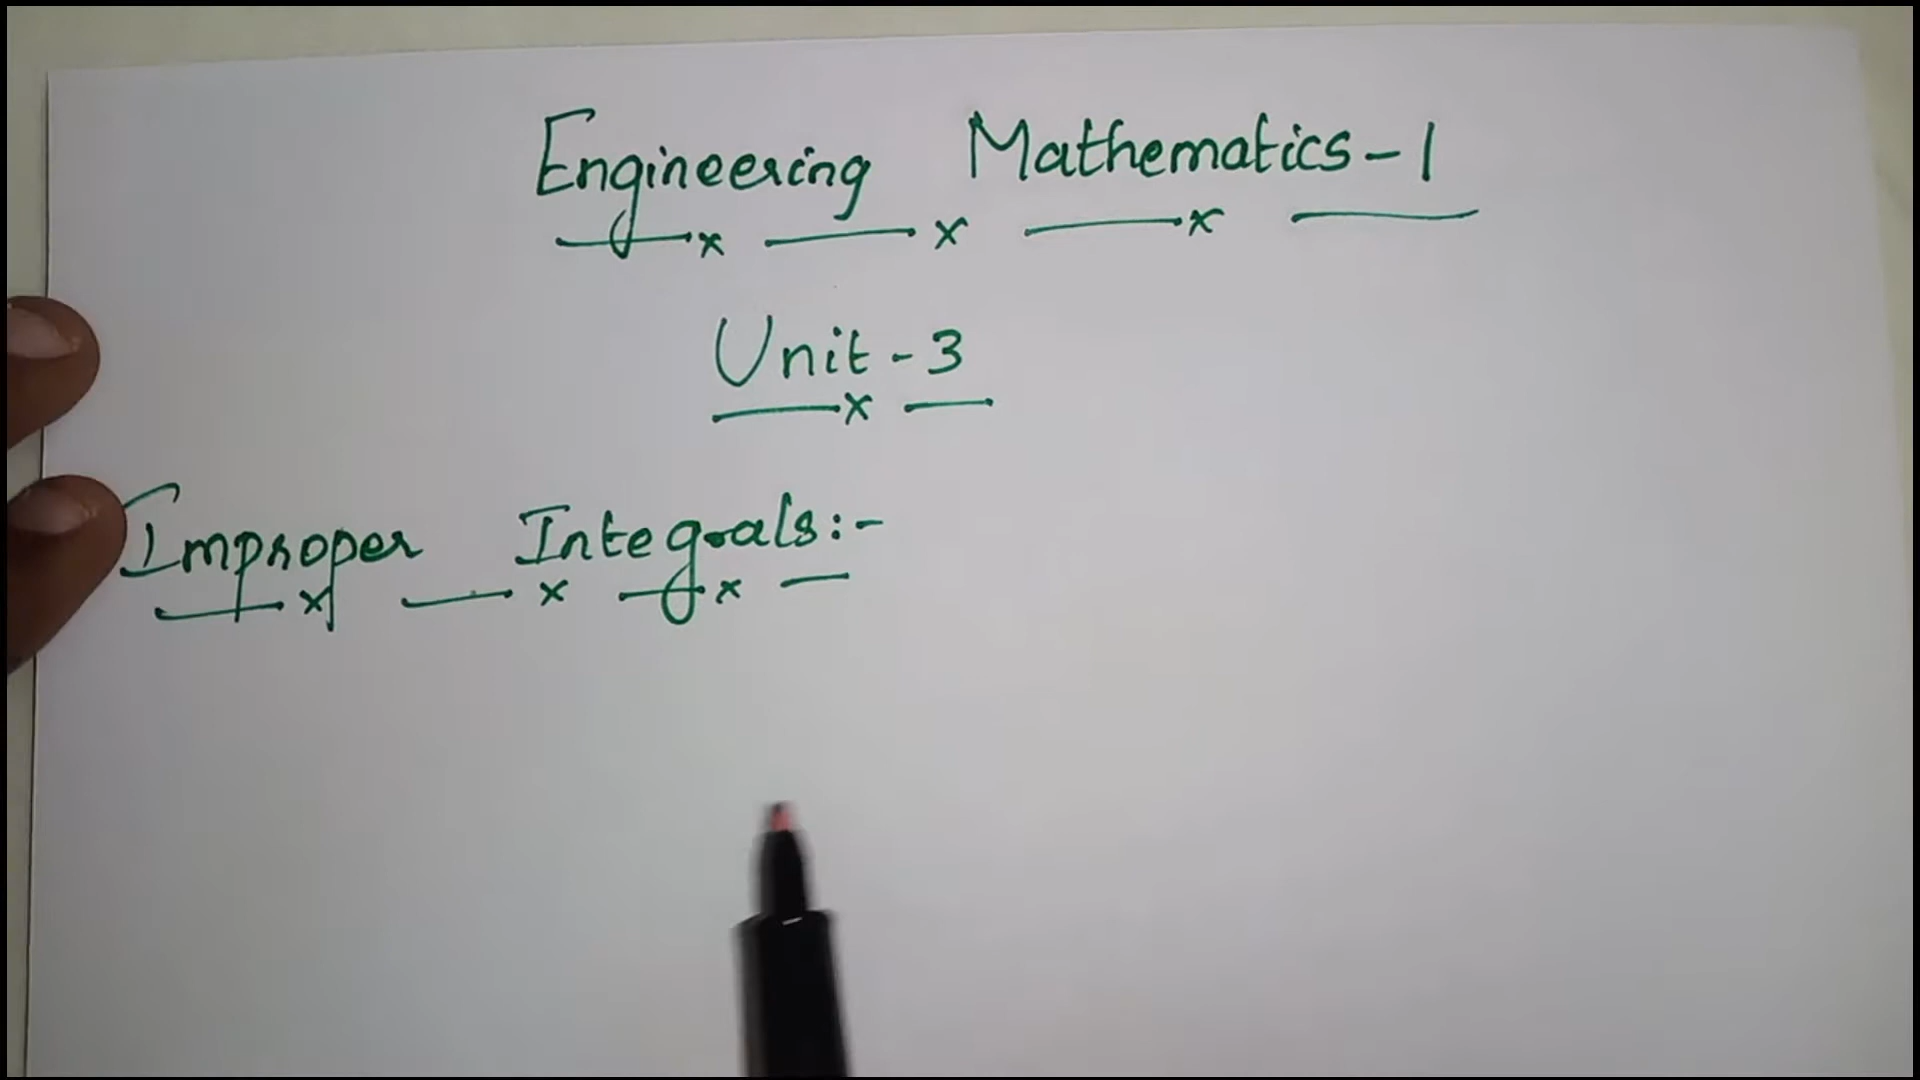 Engineering Mathematics-1
Unit-3
Improper Integrals:-